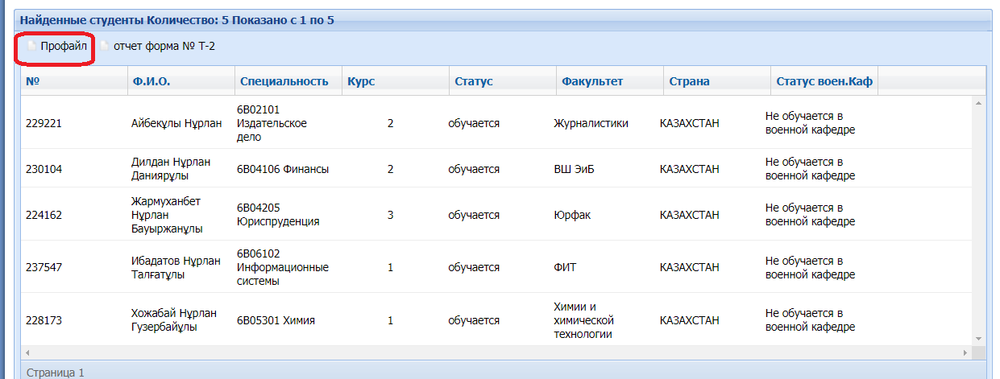 Найденные студенты Количество: 5 Показано с 1 по 5
Профайл отчет форма № Т-2
№ Ф.И.О. Специальность Курс Статус Факультет Страна Статус воен.Каф
229221 Айбекұлы Нұрлан 6B02101 Издательское дело 2 обучается Журналистики КАЗАХСТАН Не обучается в военной кафедре
230104 Дилдан Нұрлан Даниярұлы 6B04106 Финансы 2 обучается ВШ ЭиБ КАЗАХСТАН Не обучается в военной кафедре
224162 Жармуханбет Нұрлан Бауыржанұлы 6B04205 Юриспруденция 3 обучается Юрфак КАЗАХСТАН Не обучается в военной кафедре
237547 Ибадатов Нұрлан Талғатұлы 6B06102 Информационные системы 1 обучается ФИТ КАЗАХСТАН Не обучается в военной кафедре
228173 Хожабай Нұрлан Гузербайұлы 6B05301 Химия 1 обучается Химии и химической технологии КАЗАХСТАН Не обучается в военной кафедре
Страница 1